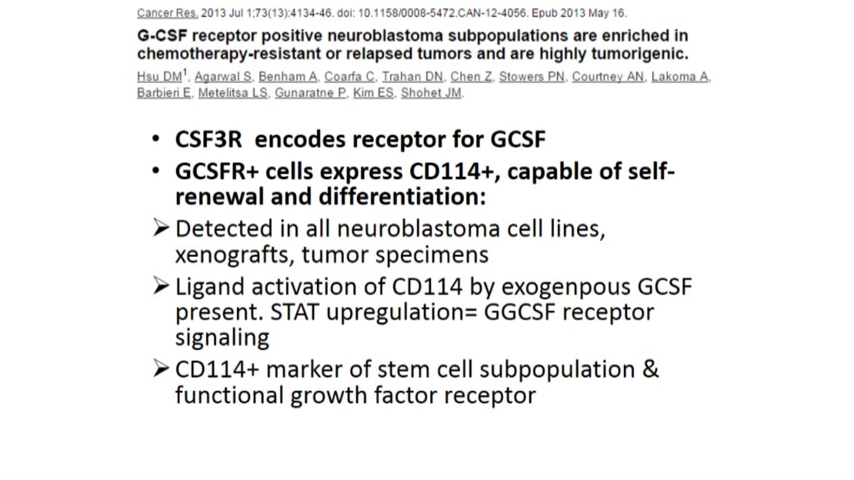 Cancer Res. 2013 Jul 1;73(13):4134-46. doi: 10.1158/0008-5472.CAN-12-4056. Epub 2013 May 16.
G-CSF receptor positive neuroblastoma subpopulations are enriched in
chemotherapy-resistant or relapsed tumors and are highly tumorigenic.
Hsu DM1, Agarwal S, Benham A, Coarfa C, Trahan DN, Chen Z, Stowers PN, Courtney AN, Lakoma A,
Barbieri E, Metelitsa LS, Gunaratne P, Kim ES, Shohet JM.
• CSF3R encodes receptor for GCSF
• GCSFR+ cells express CD114+, capable of self-
renewal and differentiation:
➢ Detected in all neuroblastoma cell lines,
xenografts, tumor specimens
➢ Ligand activation of CD114 by exogenpous GCSF
present. STAT upregulation= GGCSF receptor
signaling
➢ CD114+ marker of stem cell subpopulation &
functional growth factor receptor